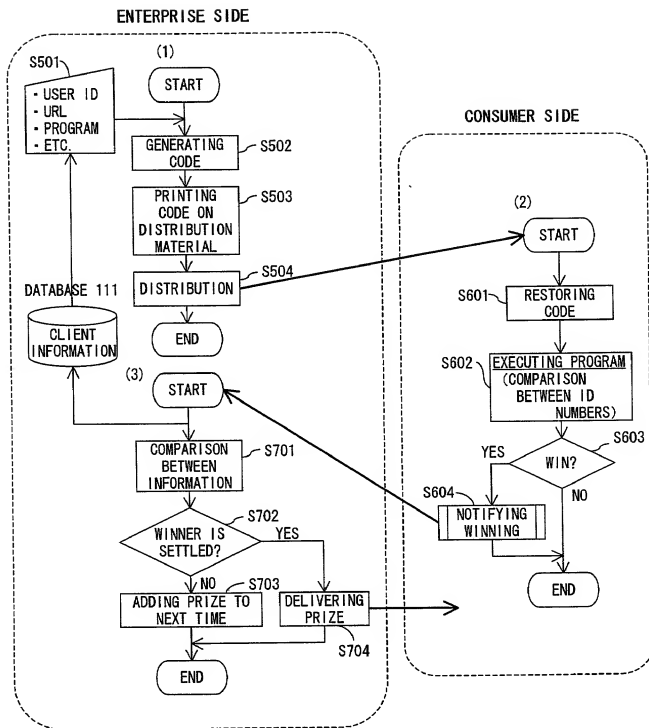 ENTERPRISE SIDE
S501
・USER ID
・URL
・PROGRAM
・ETC.
(1)
START
GENERATING
CODE
S502
PRINTING
CODE ON
DISTRIBUTION
MATERIAL
S503
DISTRIBUTION
S504
END
DATABASE 111
CLIENT
INFORMATION
(3)
START
COMPARISON
BETWEEN
INFORMATION
S701
WINNER IS
SETTLED?
S702
YES
NO
ADDING PRIZE TO
NEXT TIME
S703
DELIVERING
PRIZE
S704
END
CONSUMER SIDE
(2)
START
S601
RESTORING
CODE
S602
EXECUTING PROGRAM
(COMPARISON
BETWEEN ID
NUMBERS)
S603
WIN?
YES
NO
S604
NOTIFYING
WINNING
END